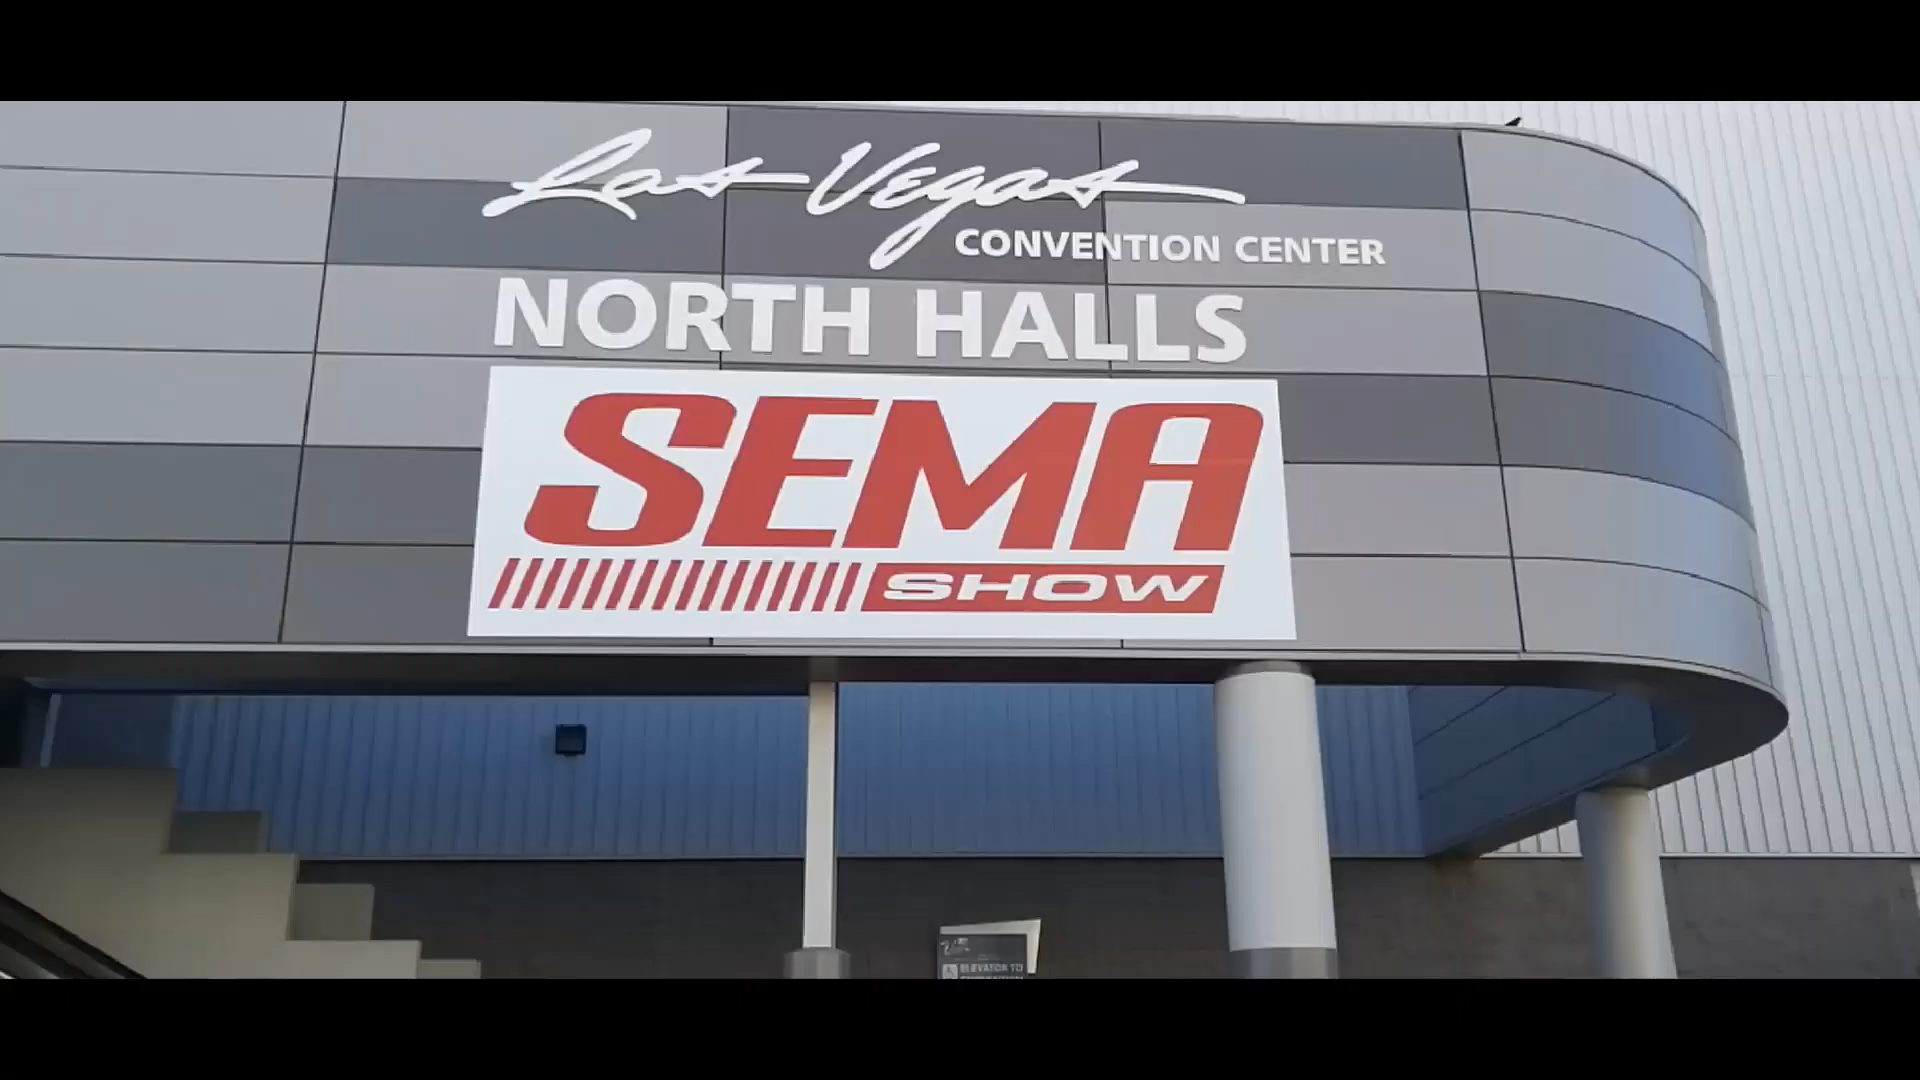 Las Vegas
CONVENTION CENTER
NORTH HALLS
SEMA
SHOW
ELEVATOR TO